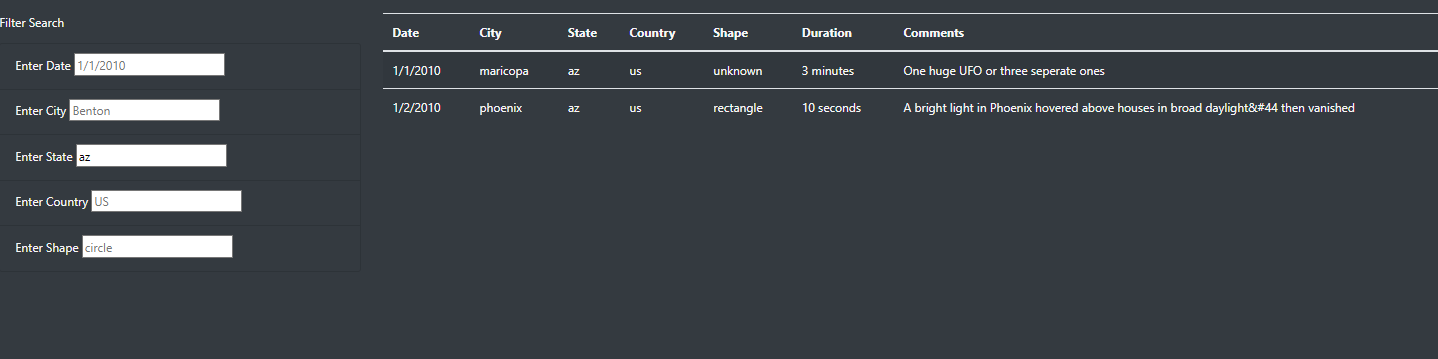 Filter Search
Enter Date 1/1/2010
Enter City Benton
Enter State az
Enter Country US
Enter Shape circle
Date City State Country Shape Duration Comments
1/1/2010 maricopa az us unknown 3 minutes One huge UFO or three seperate ones
1/2/2010 phoenix az us rectangle 10 seconds A bright light in Phoenix hovered above houses in broad daylight&#44 then vanished